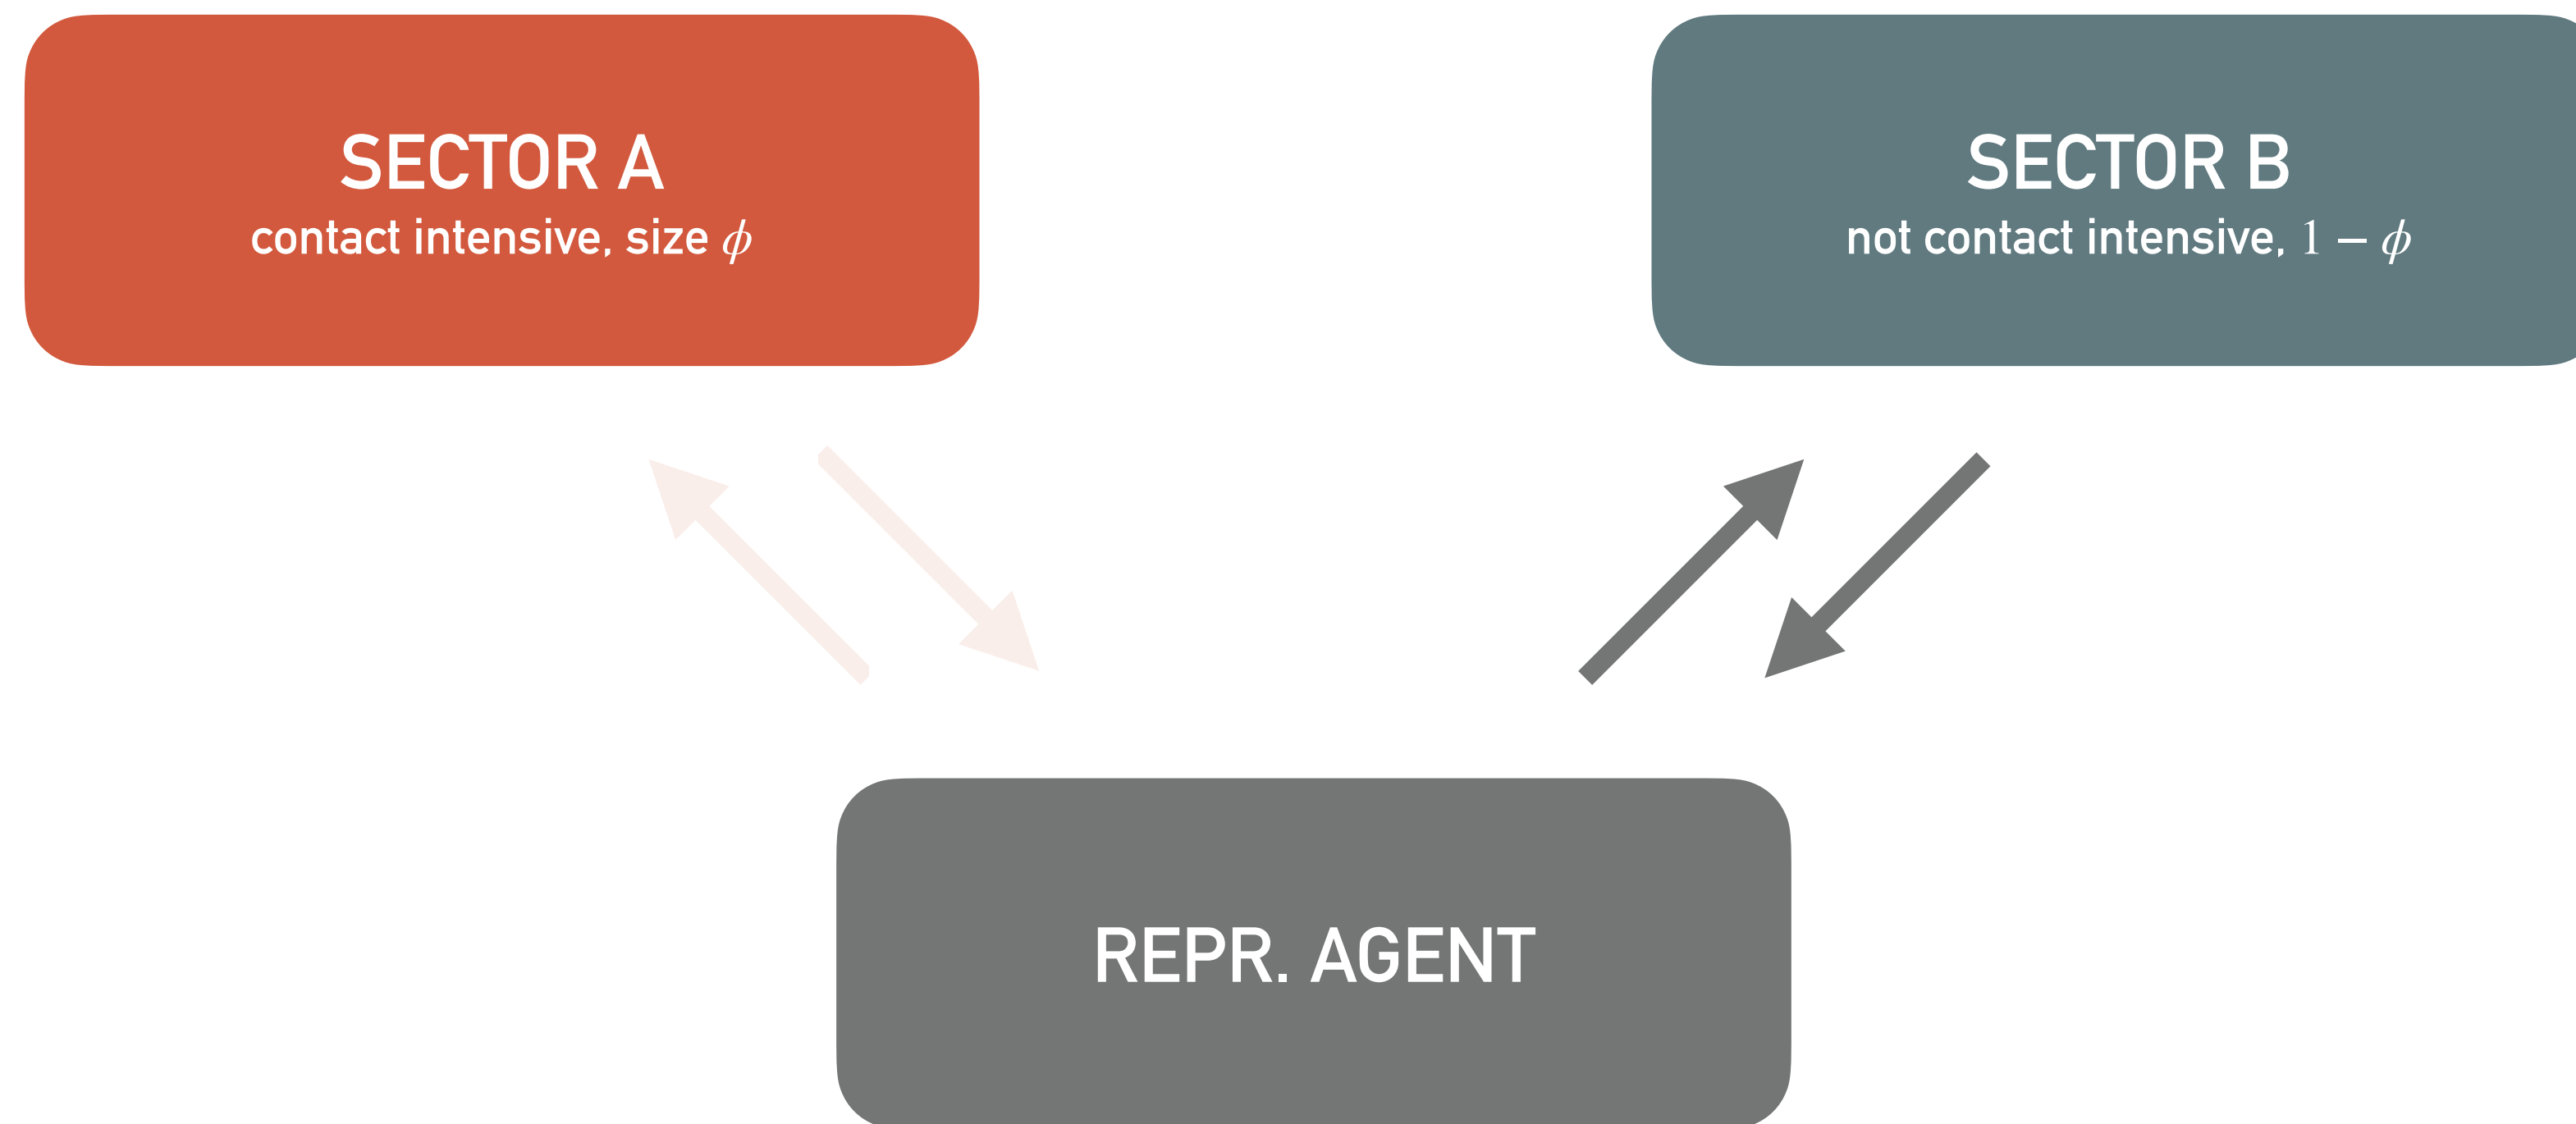 SECTOR A
contact intensive, size ϕ
SECTOR B
not contact intensive, 1 − ϕ
REPR. AGENT